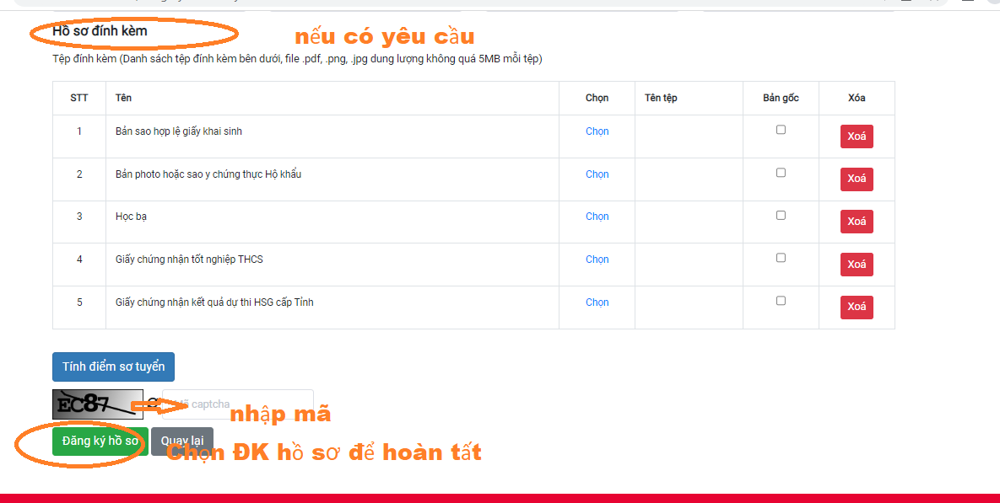 Hồ sơ đính kèm
nếu có yêu cầu
Tệp đính kèm (Danh sách tệp đính kèm bên dưới, file .pdf, .png, .jpg dung lượng không quá 5MB mỗi tệp)
STT Tên Chọn Tên tệp Bản gốc Xóa
1 Bản sao hợp lệ giấy khai sinh Chọn Xoá
2 Bản photo hoặc sao y chứng thực Hộ khẩu Chọn Xoá
3 Học bạ Chọn Xoá
4 Giấy chứng nhận tốt nghiệp THCS Chọn Xoá
5 Giấy chứng nhận kết quả dự thi HSG cấp Tỉnh Chọn Xoá
Tính điểm sơ tuyển
EC87 Mã captcha
nhập mã
Đăng ký hồ sơ Quay lại
Chọn ĐK hồ sơ để hoàn tất